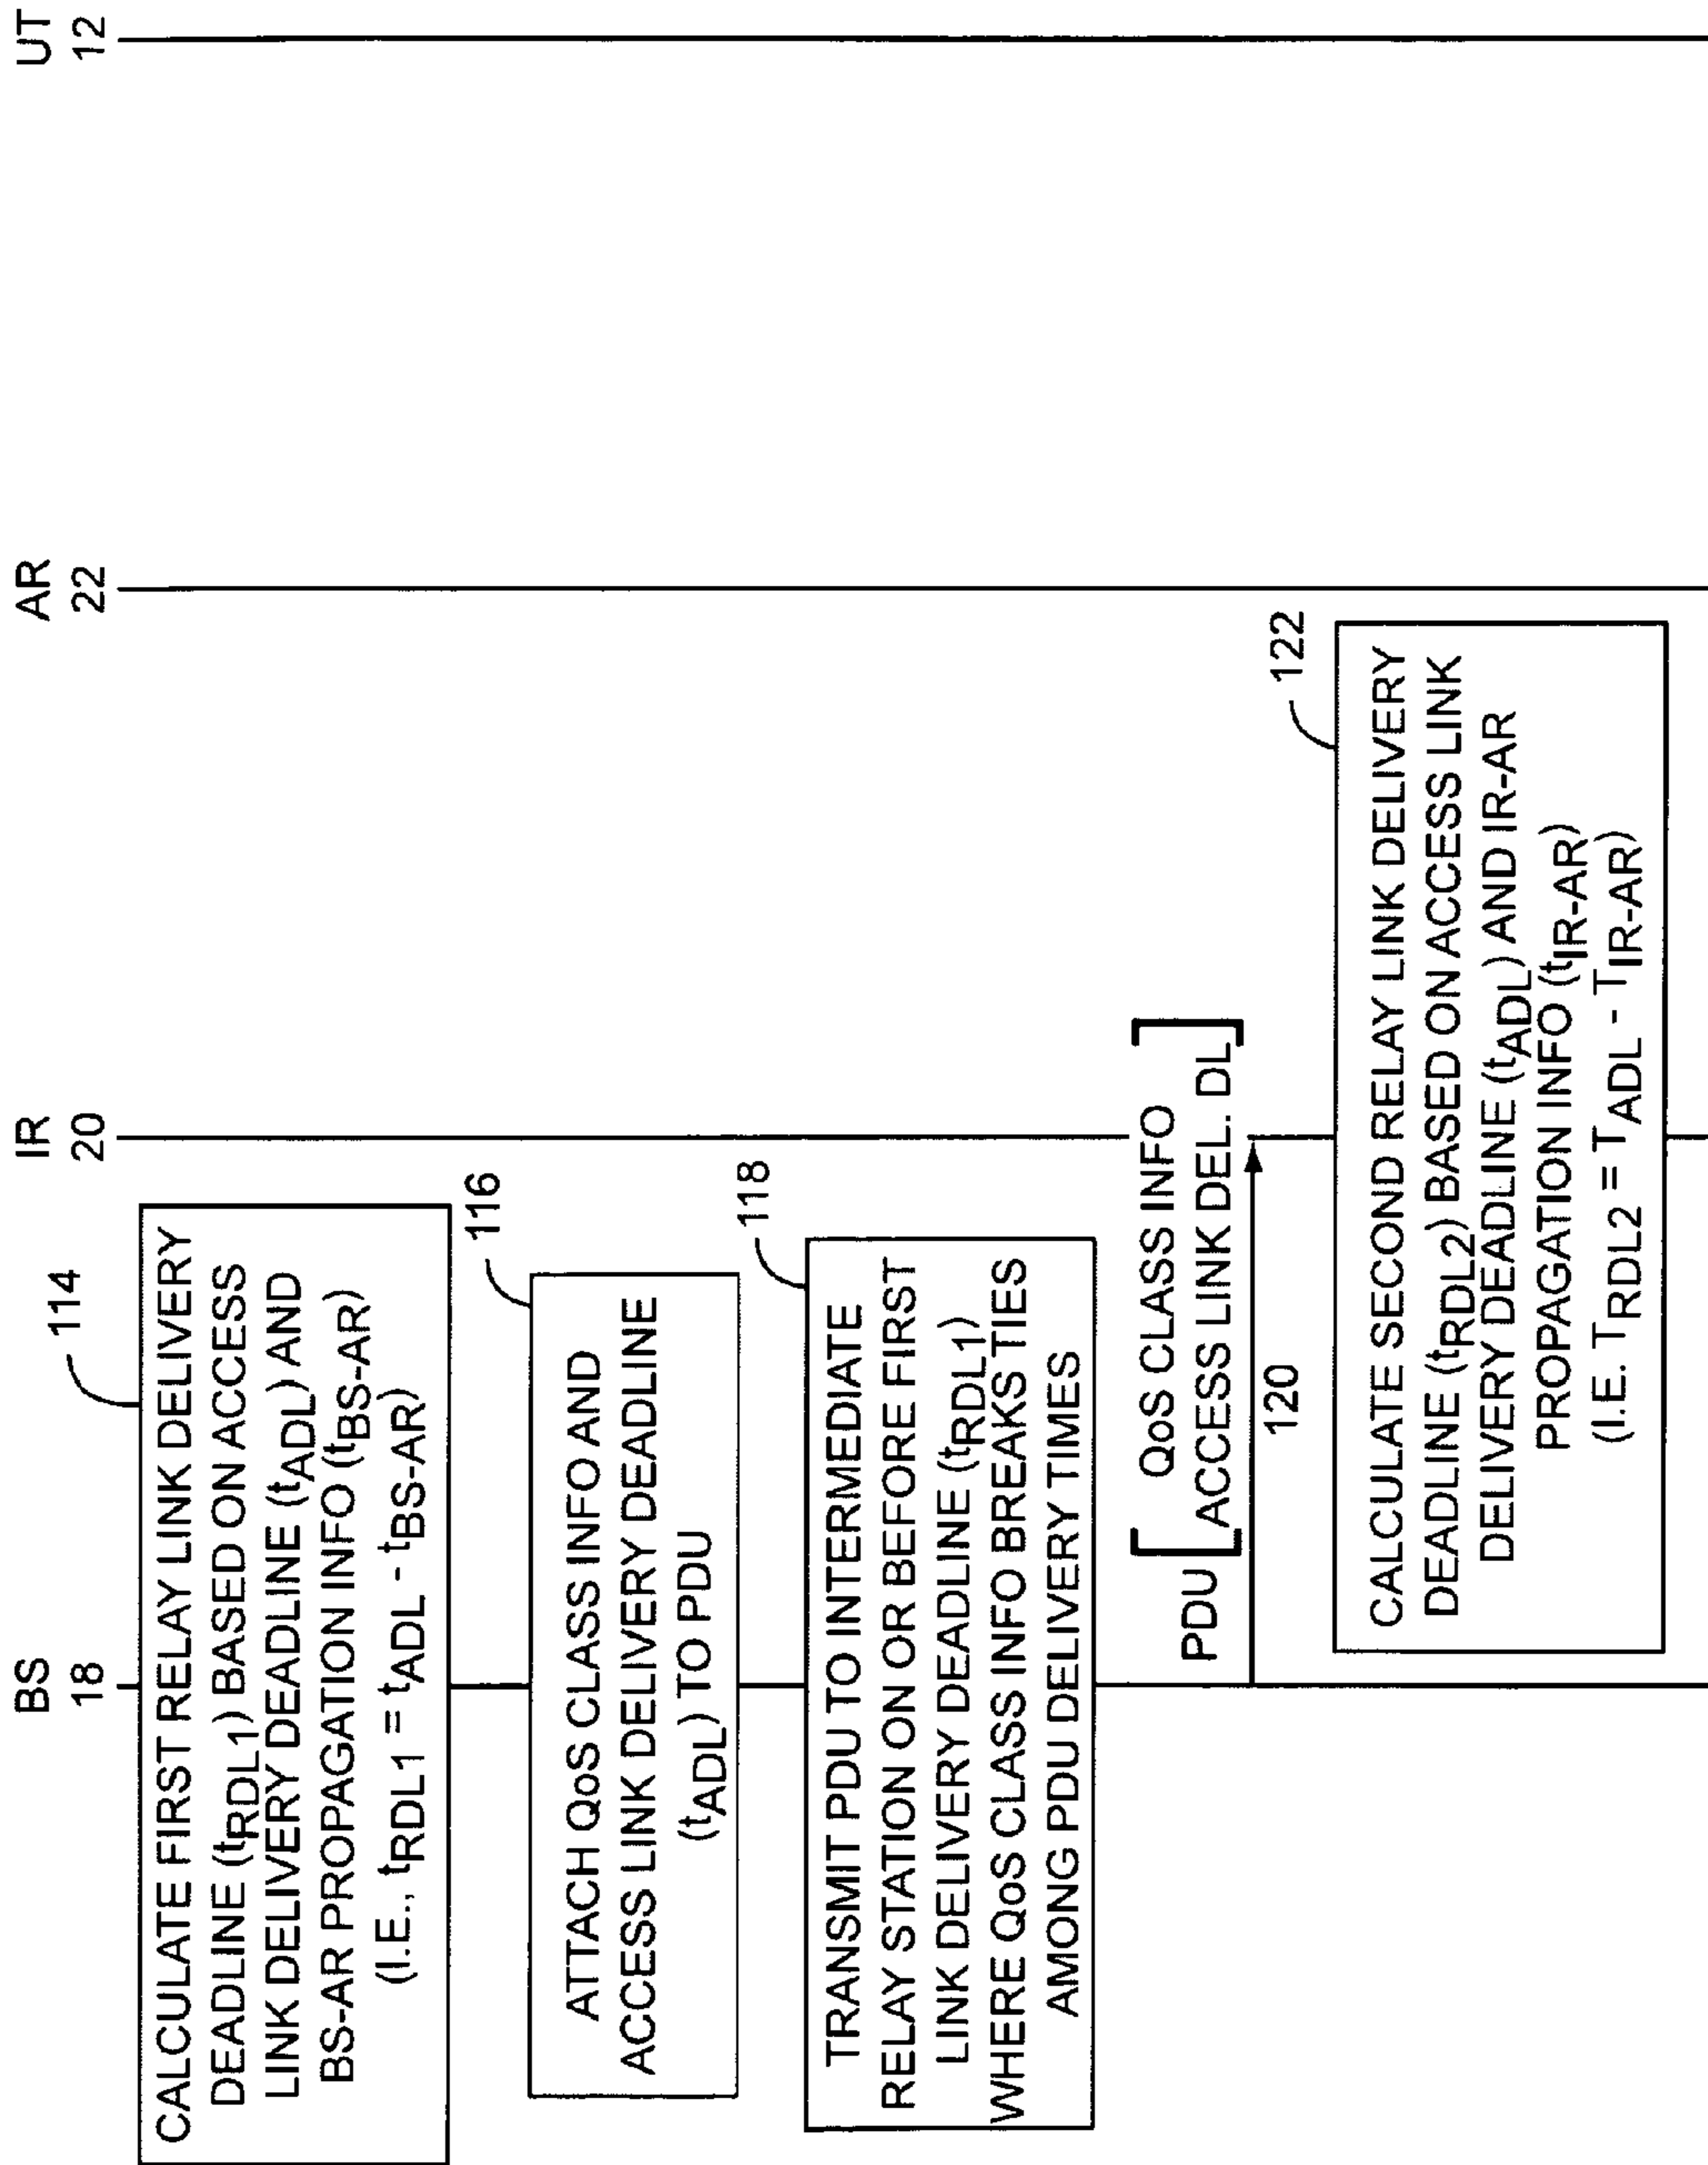 BS
18
IR
20
AR
22
UT
12
114
CALCULATE FIRST RELAY LINK DELIVERY
DEADLINE (tRDL1) BASED ON ACCESS
LINK DELIVERY DEADLINE (tADL) AND
BS-AR PROPAGATION INFO (tBS-AR)
(I.E., tRDL1 = tADL - tBS-AR)
116
ATTACH QoS CLASS INFO AND
ACCESS LINK DELIVERY DEADLINE
(tADL) TO PDU
118
TRANSMIT PDU TO INTERMEDIATE
RELAY STATION ON OR BEFORE FIRST
LINK DELIVERY DEADLINE (tRDL1)
WHERE QoS CLASS INFO BREAKS TIES
AMONG PDU DELIVERY TIMES
PDU [QoS CLASS INFO
ACCESS LINK DEL. DL]
120
122
CALCULATE SECOND RELAY LINK DELIVERY
DEADLINE (tRDL2) BASED ON ACCESS LINK
DELIVERY DEADLINE (tADL) AND IR-AR
PROPAGATION INFO (tIR-AR)
(I.E. TRDL2 = TADL - TIR-AR)